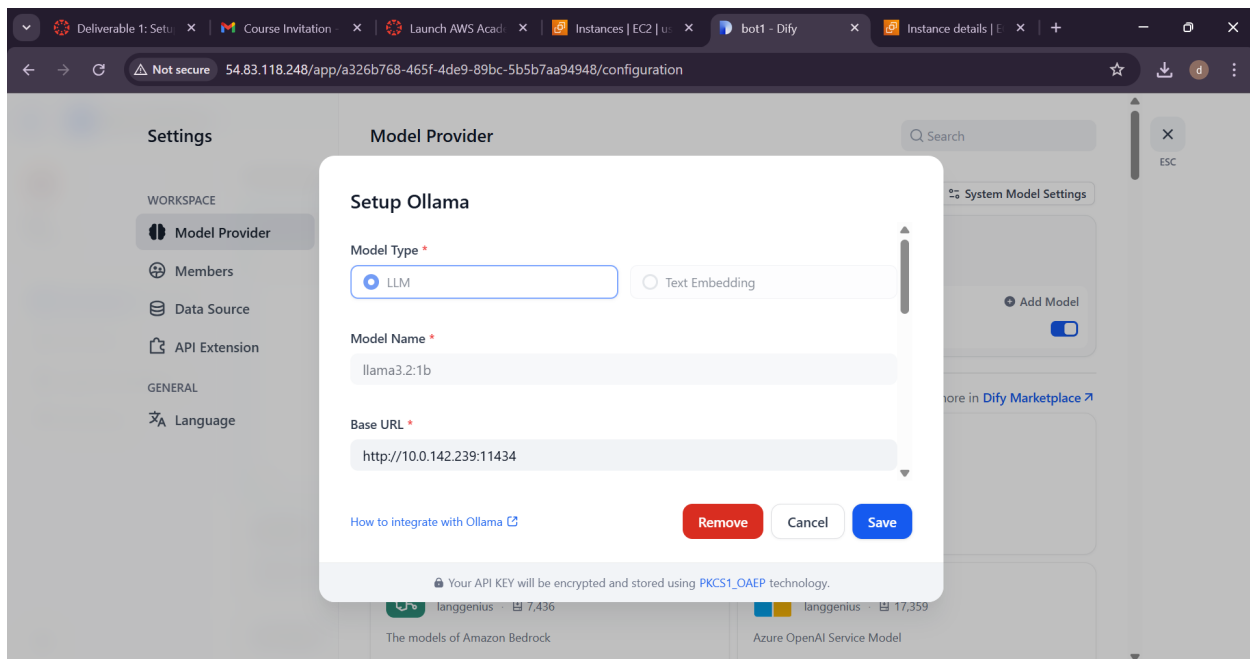 Deliverable 1: Setu
Course Invitation -
Launch AWS Acade
Instances | EC2 | us
bot1 - Dify
Instance details | E
Not secure 54.83.118.248/app/a326b768-465f-4de9-89bc-5b5b7aa94948/configuration
d
Settings
Model Provider
Search
ESC
WORKSPACE
Model Provider
Members
Data Source
API Extension
GENERAL
Language
System Model Settings
Add Model
more in Dify Marketplace
Setup Ollama
Model Type *
LLM
Text Embedding
Model Name *
llama3.2:1b
Base URL *
http://10.0.142.239:11434
How to integrate with Ollama
Remove
Cancel
Save
Your API KEY will be encrypted and stored using PKCS1_OAEP technology.
langgenius · 7,436
langgenius · 17,359
The models of Amazon Bedrock
Azure OpenAI Service Model